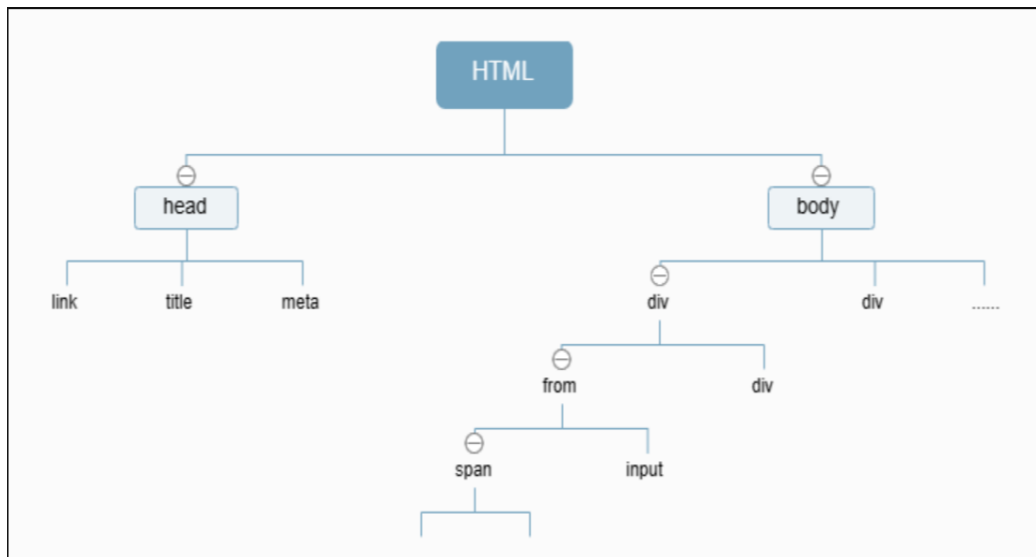 HTML
head
body
link
title
meta
div
div
......
from
div
span
input